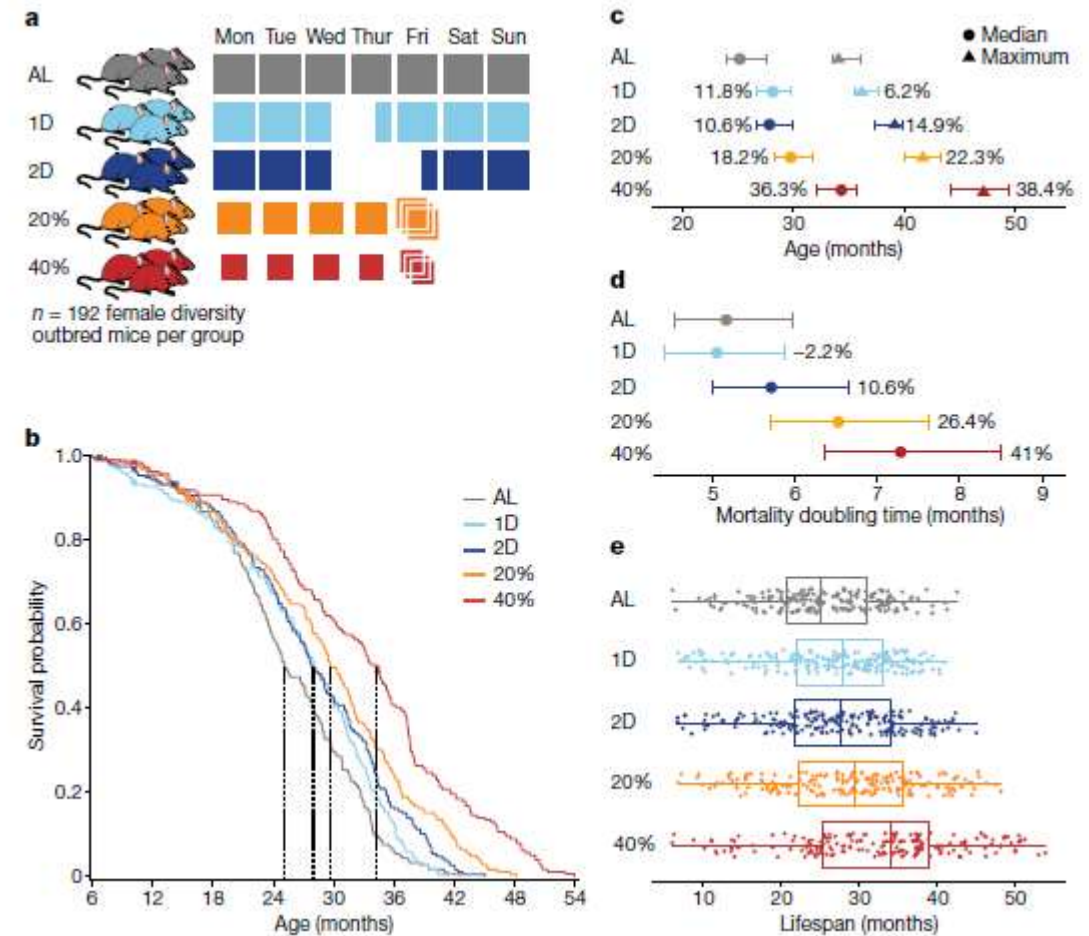 a
Mon Tue Wed Thur Fri Sat Sun
AL
1D
2D
20%
40%
n = 192 female diversity
outbred mice per group
b
1.0
0.8
0.6
0.4
0.2
0
Survival probability
AL
1D
2D
20%
40%
6 12 18 24 30 36 42 48 54
Age (months)
c
Median
Maximum
AL
1D 11.8% 6.2%
2D 10.6% 14.9%
20% 18.2% 22.3%
40% 36.3% 38.4%
20 30 40 50
Age (months)
d
AL
1D –2.2%
2D 10.6%
20% 26.4%
40% 41%
5 6 7 8 9
Mortality doubling time (months)
e
AL
1D
2D
20%
40%
10 20 30 40 50
Lifespan (months)